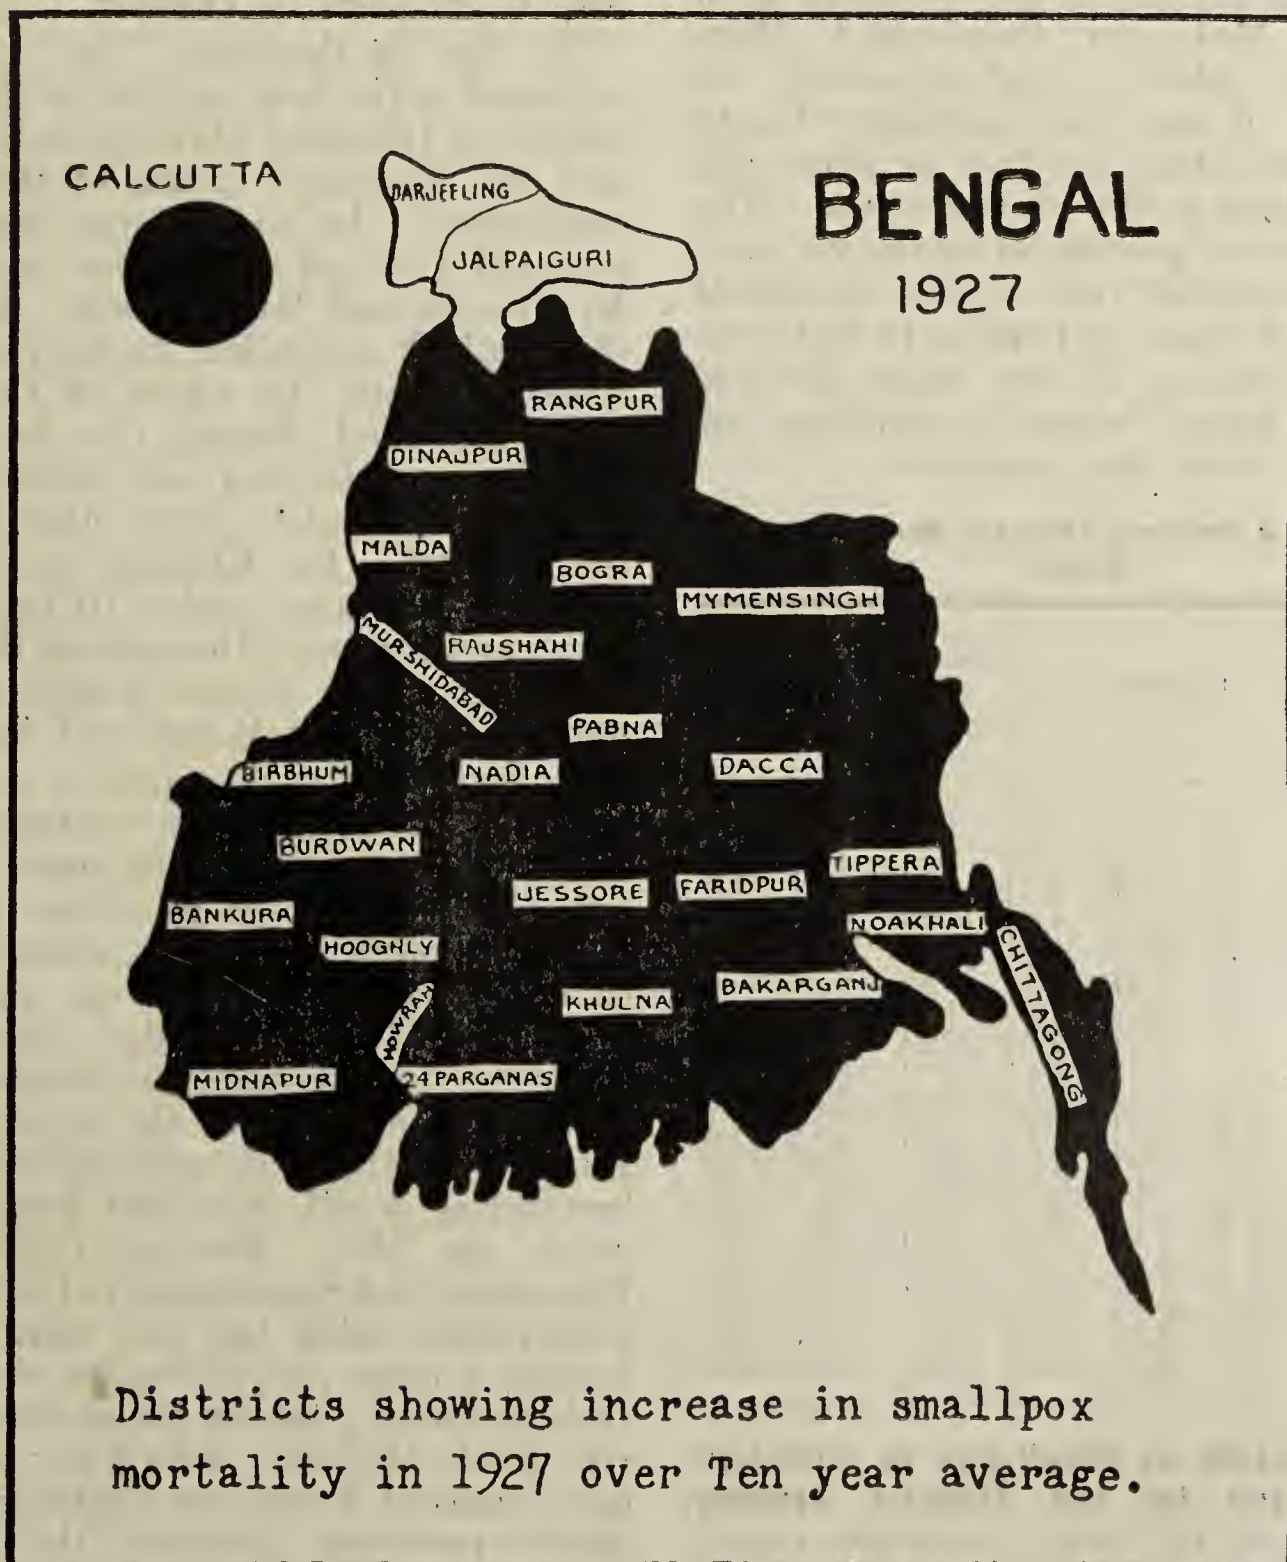 CALCUTTA
BENGAL
1927
DARJEELING
JALPAIGURI
RANGPUR
DINAJPUR
MALDA
BOGRA
MYMENSINGH
MURSHIDABAD
RAJSHAHI
PABNA
BIRBHUM
NADIA
DACCA
BURDWAN
TIPPERA
JESSORE
FARIDPUR
BANKURA
NOAKHALI
HOOGHLY
CHITTAGONG
BAKARGANJ
KHULNA
HOWRAH
MIDNAPUR
24 PARGANAS
Districts showing increase in smallpox
mortality in 1927 over Ten year average.